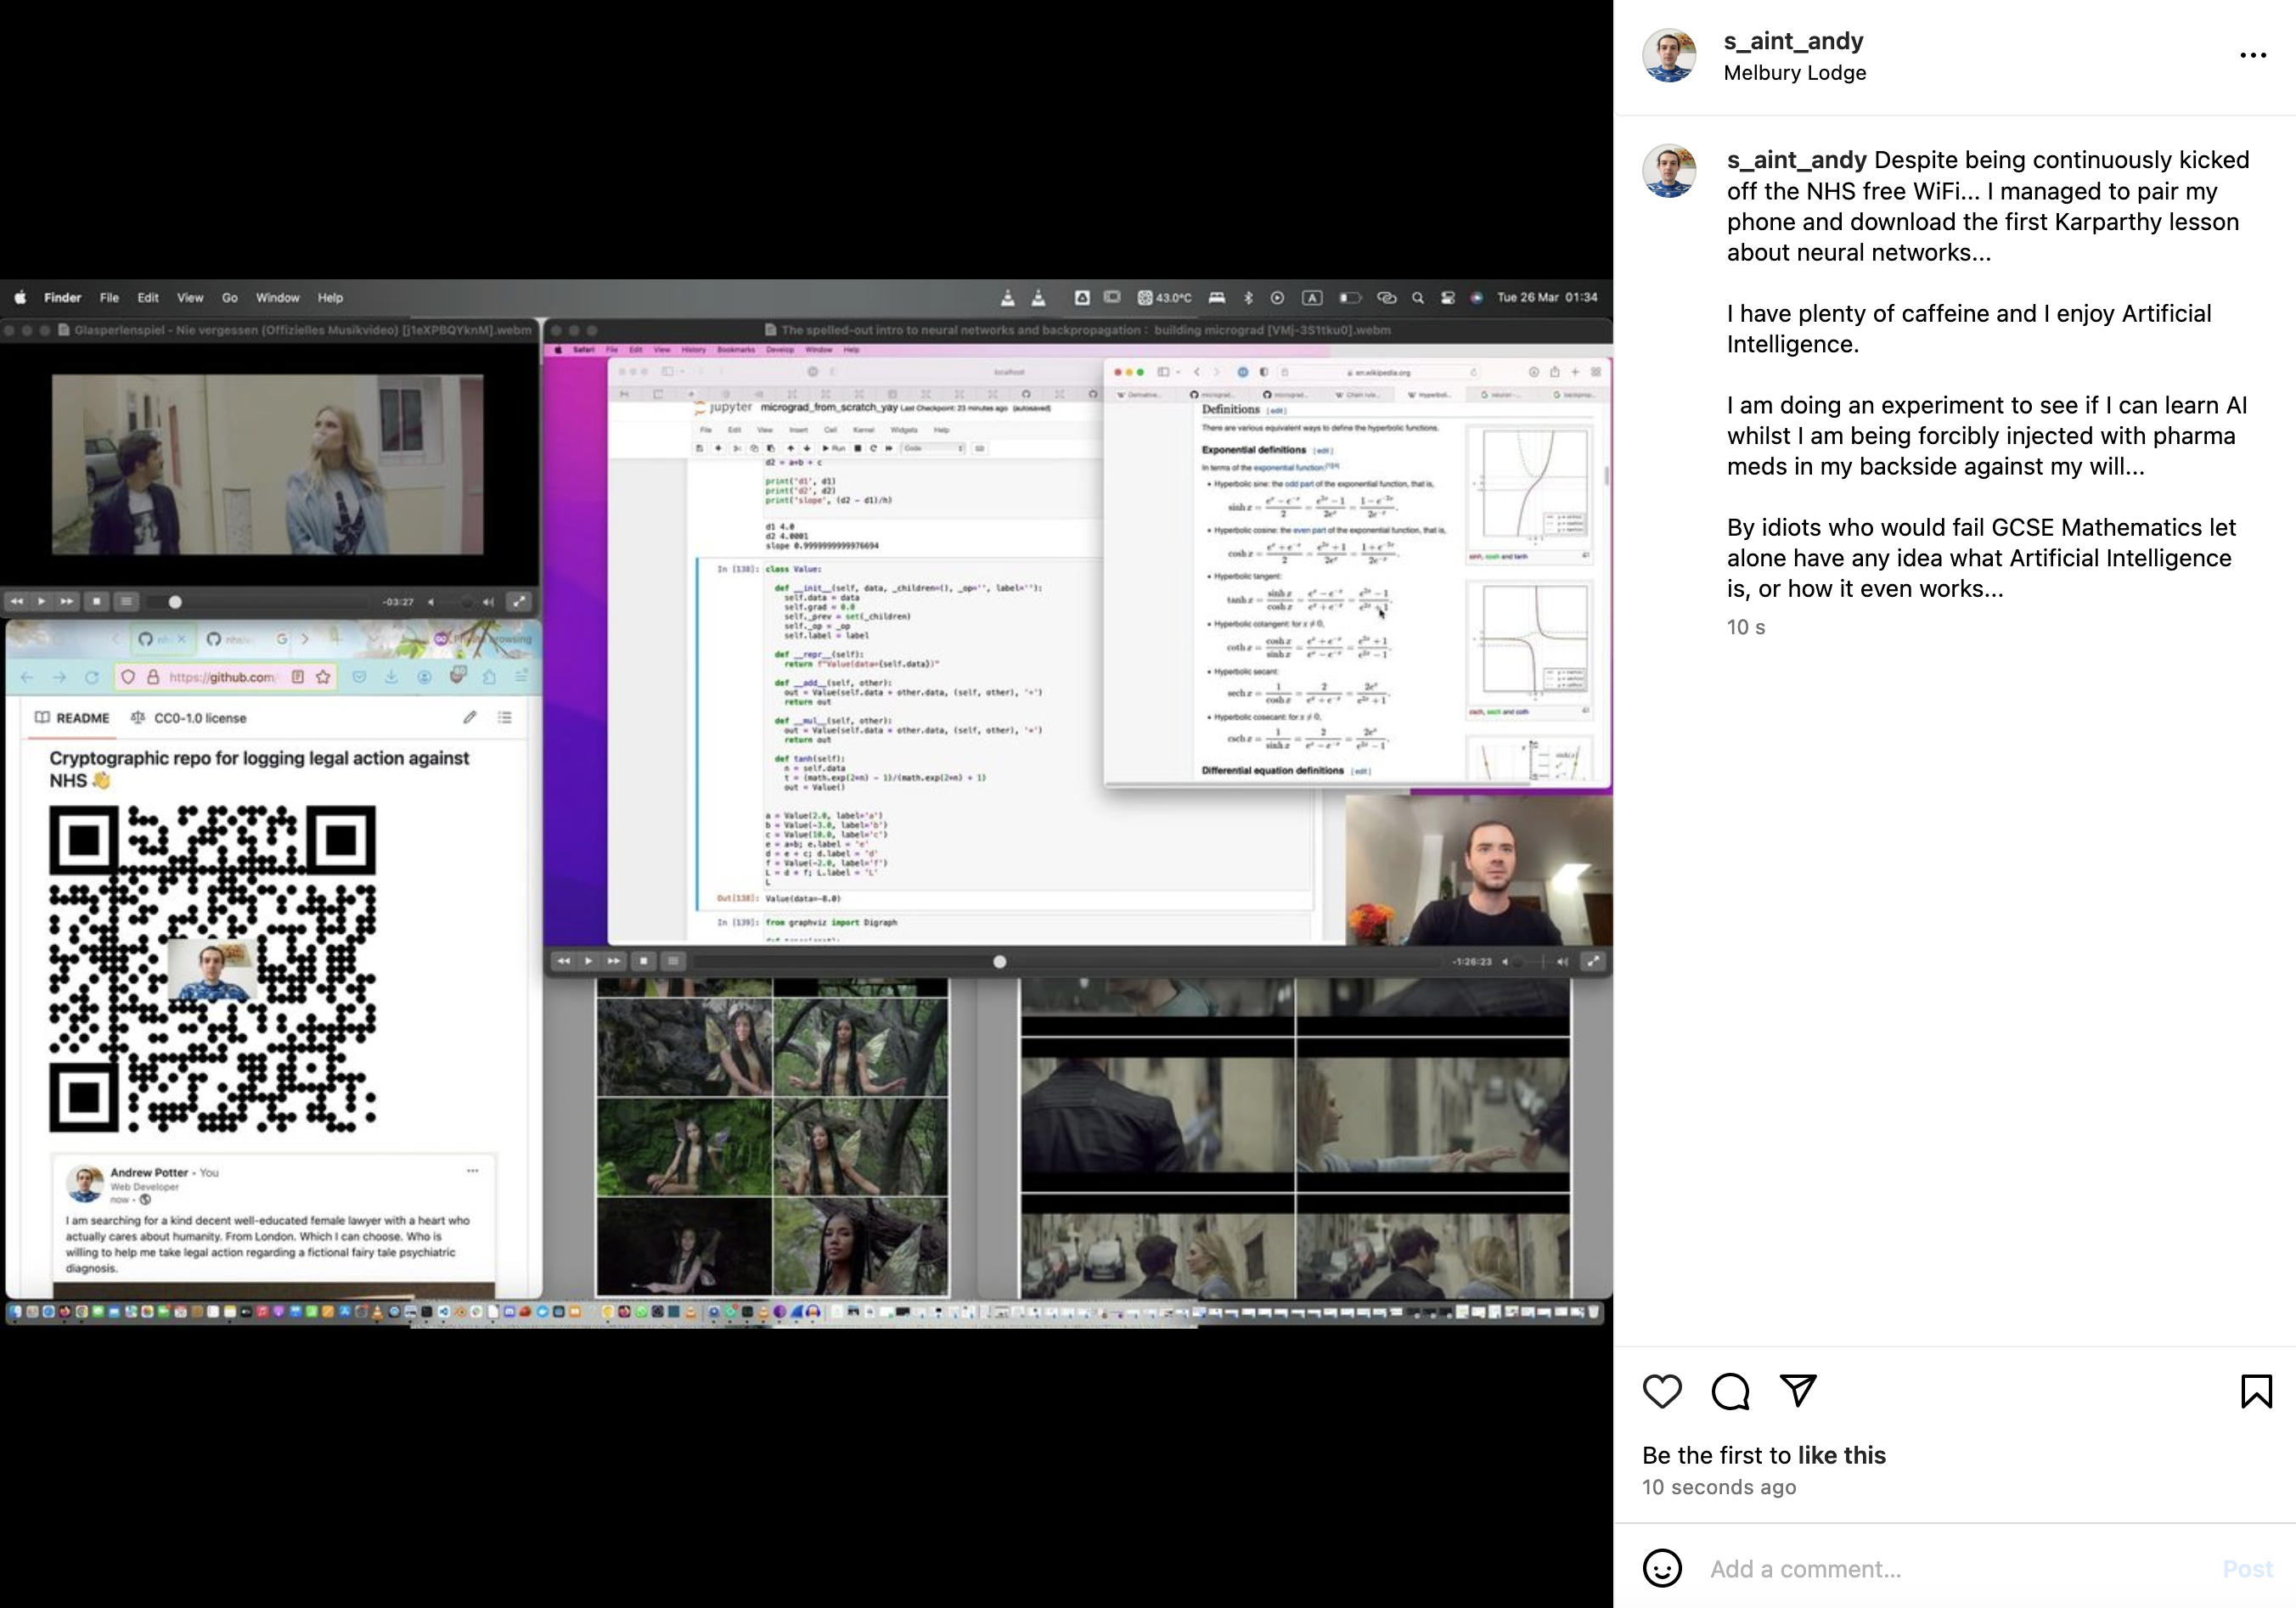 Finder File Edit View Go Window Help
43.0°C A Tue 26 Mar 01:34
Glasperlenspiel - Nie vergessen (Offizielles Musikvideo) [j1eXPBQYknM].webm
-03:27
https://github.com/
README CC0-1.0 license
Cryptographic repo for logging legal action against
NHS 👏
Andrew Potter • You
Web Developer
now •
I am searching for a kind decent well-educated female lawyer with a heart who
actually cares about humanity. From London. Which I can choose. Who is
willing to help me take legal action regarding a fictional fairy tale psychiatric
diagnosis.
The spelled-out intro to neural networks and backpropagation : building micrograd [VMj-3S1tku0].webm
Safari File Edit View History Bookmarks Develop Window Help
localhost
jupyter micrograd_from_scratch_yay Last Checkpoint: 23 minutes ago (autosaved)
File Edit View Insert Cell Kernel Widgets Help
Run Code
d2 = a*b + c
print('d1', d1)
print('d2', d2)
print('slope', (d2 - d1)/h)
d1 4.0
d2 4.0001
slope 0.9999999999976694
In [138]: class Value:
def __init__(self, data, _children=(), _op='', label=''):
self.data = data
self.grad = 0.0
self._prev = set(_children)
self._op = _op
self.label = label
def __repr__(self):
return f"Value(data={self.data})"
def __add__(self, other):
out = Value(self.data + other.data, (self, other), '+')
return out
def __mul__(self, other):
out = Value(self.data * other.data, (self, other), '*')
return out
def tanh(self):
n = self.data
t = (math.exp(2*n) - 1)/(math.exp(2*n) + 1)
out = Value()
a = Value(2.0, label='a')
b = Value(-3.0, label='b')
c = Value(10.0, label='c')
e = a*b; e.label = 'e'
d = e + c; d.label = 'd'
f = Value(-2.0, label='f')
L = d * f; L.label = 'L'
L
Out[138]: Value(data=-8.0)
In [139]: from graphviz import Digraph
en.wikipedia.org
Definitions [edit]
There are various equivalent ways to define the hyperbolic functions.
Exponential definitions [edit]
In terms of the exponential function:
• Hyperbolic sine: the odd part of the exponential function, that is,
sinh x = (e^x − e^−x)/2 = (e^2x − 1)/2e^x = (1 − e^−2x)/2e^−x.
• Hyperbolic cosine: the even part of the exponential function, that is,
cosh x = (e^x + e^−x)/2 = (e^2x + 1)/2e^x = (1 + e^−2x)/2e^−x.
• Hyperbolic tangent:
tanh x = sinh x/cosh x = (e^x − e^−x)/(e^x + e^−x) = (e^2x − 1)/(e^2x + 1).
• Hyperbolic cotangent: for x ≠ 0,
coth x = cosh x/sinh x = (e^x + e^−x)/(e^x − e^−x) = (e^2x + 1)/(e^2x − 1).
• Hyperbolic secant:
sech x = 1/cosh x = 2/(e^x + e^−x) = 2e^x/(e^2x + 1).
• Hyperbolic cosecant: for x ≠ 0,
csch x = 1/sinh x = 2/(e^x − e^−x) = 2e^x/(e^2x − 1).
Differential equation definitions [edit]
sinh, cosh and tanh
csch, sech and coth
-1:26:23
s_aint_andy
Melbury Lodge
s_aint_andy Despite being continuously kicked
off the NHS free WiFi... I managed to pair my
phone and download the first Karparthy lesson
about neural networks...
I have plenty of caffeine and I enjoy Artificial
Intelligence.
I am doing an experiment to see if I can learn AI
whilst I am being forcibly injected with pharma
meds in my backside against my will...
By idiots who would fail GCSE Mathematics let
alone have any idea what Artificial Intelligence
is, or how it even works...
10 s
Be the first to like this
10 seconds ago
Add a comment...
Post